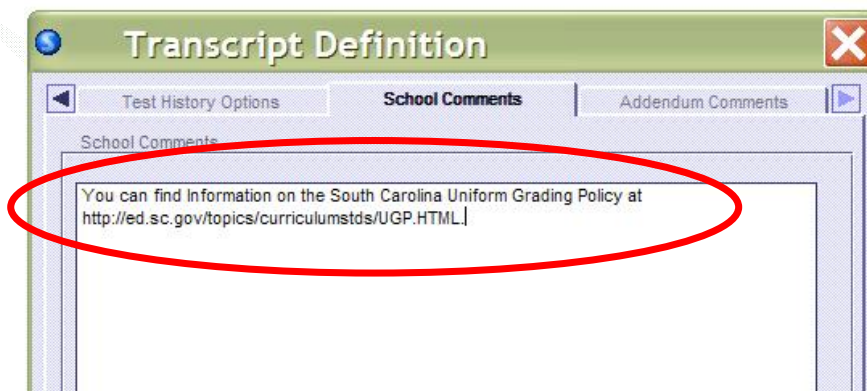 Transcript Definition
Test History Options
School Comments
Addendum Comments
School Comments
You can find Information on the South Carolina Uniform Grading Policy at
http://ed.sc.gov/topics/curriculumstds/UGP.HTML.